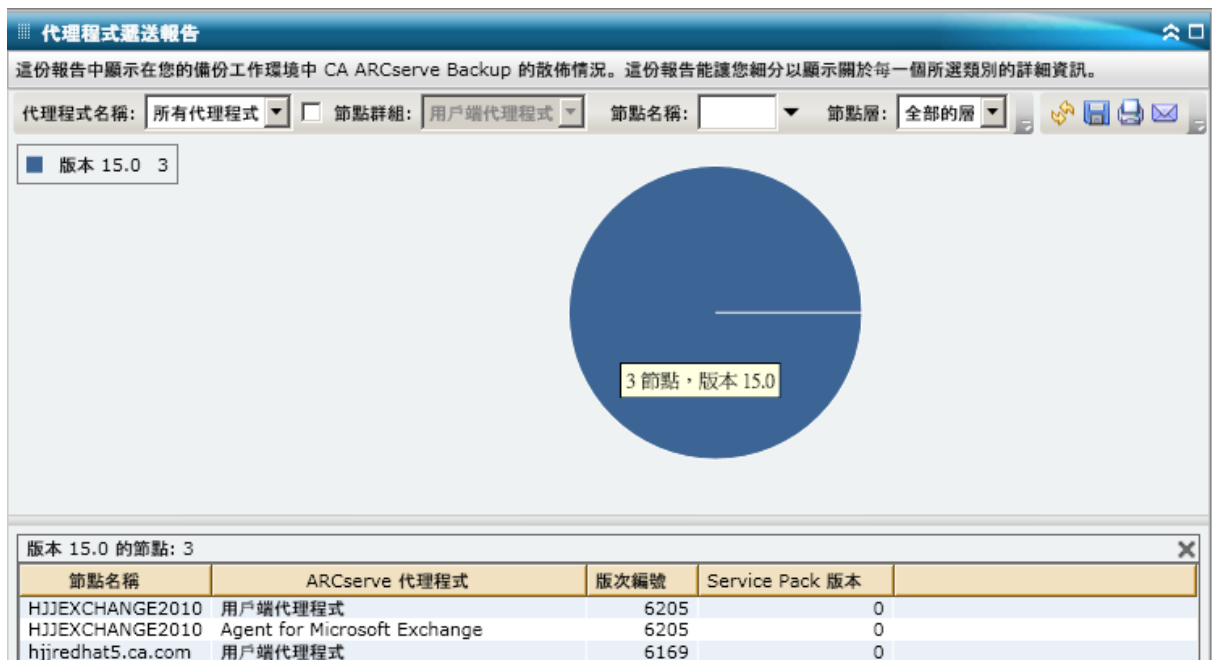 代理程式遞送報告
這份報告中顯示在您的備份工作環境中 CA ARCserve Backup 的散佈情況。這份報告能讓您細分以顯示關於每一個所選類別的詳細資訊。
代理程式名稱: 所有代理程式 節點群組: 用戶端代理程式 節點名稱: 節點層: 全部的層
版本 15.0 3
3 節點，版本 15.0
版本 15.0 的節點: 3
節點名稱 ARCserve 代理程式 版次編號 Service Pack 版本
HJJEXCHANGE2010 用戶端代理程式 6205 0
HJJEXCHANGE2010 Agent for Microsoft Exchange 6205 0
hjjredhat5.ca.com 用戶端代理程式 6169 0